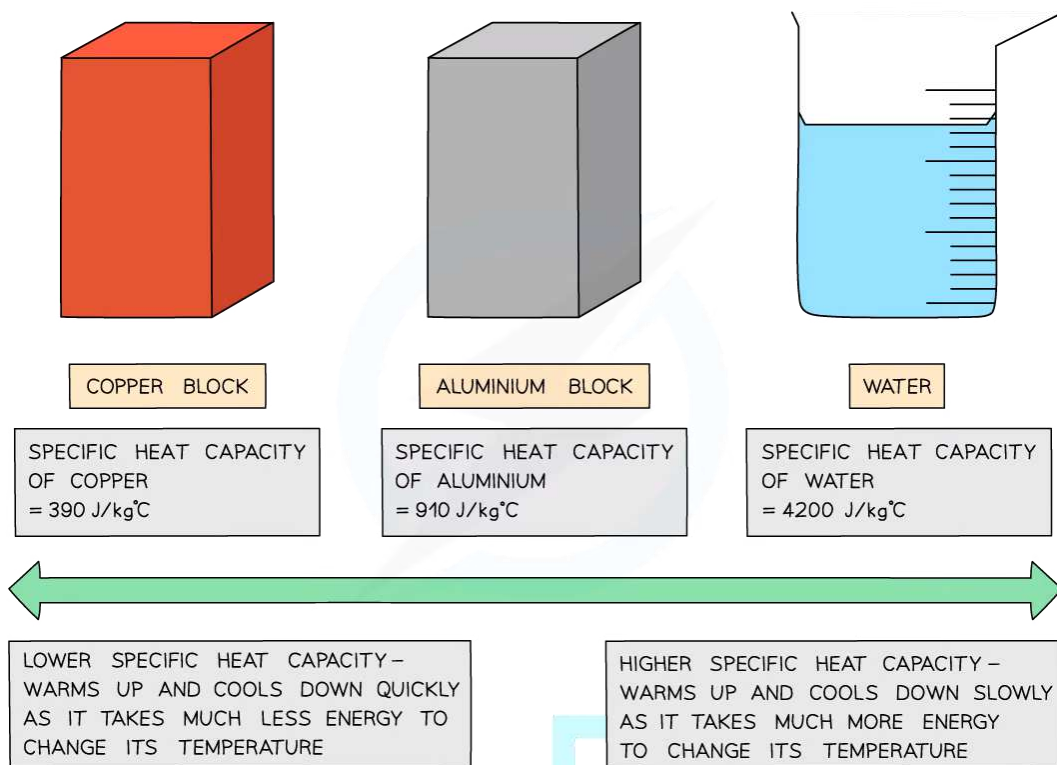 COPPER BLOCK
SPECIFIC HEAT CAPACITY
OF COPPER
= 390 J/kg°C
ALUMINIUM BLOCK
SPECIFIC HEAT CAPACITY
OF ALUMINIUM
= 910 J/kg°C
WATER
SPECIFIC HEAT CAPACITY
OF WATER
= 4200 J/kg°C
LOWER SPECIFIC HEAT CAPACITY –
WARMS UP AND COOLS DOWN QUICKLY
AS IT TAKES MUCH LESS ENERGY TO
CHANGE ITS TEMPERATURE
HIGHER SPECIFIC HEAT CAPACITY –
WARMS UP AND COOLS DOWN SLOWLY
AS IT TAKES MUCH MORE ENERGY
TO CHANGE ITS TEMPERATURE